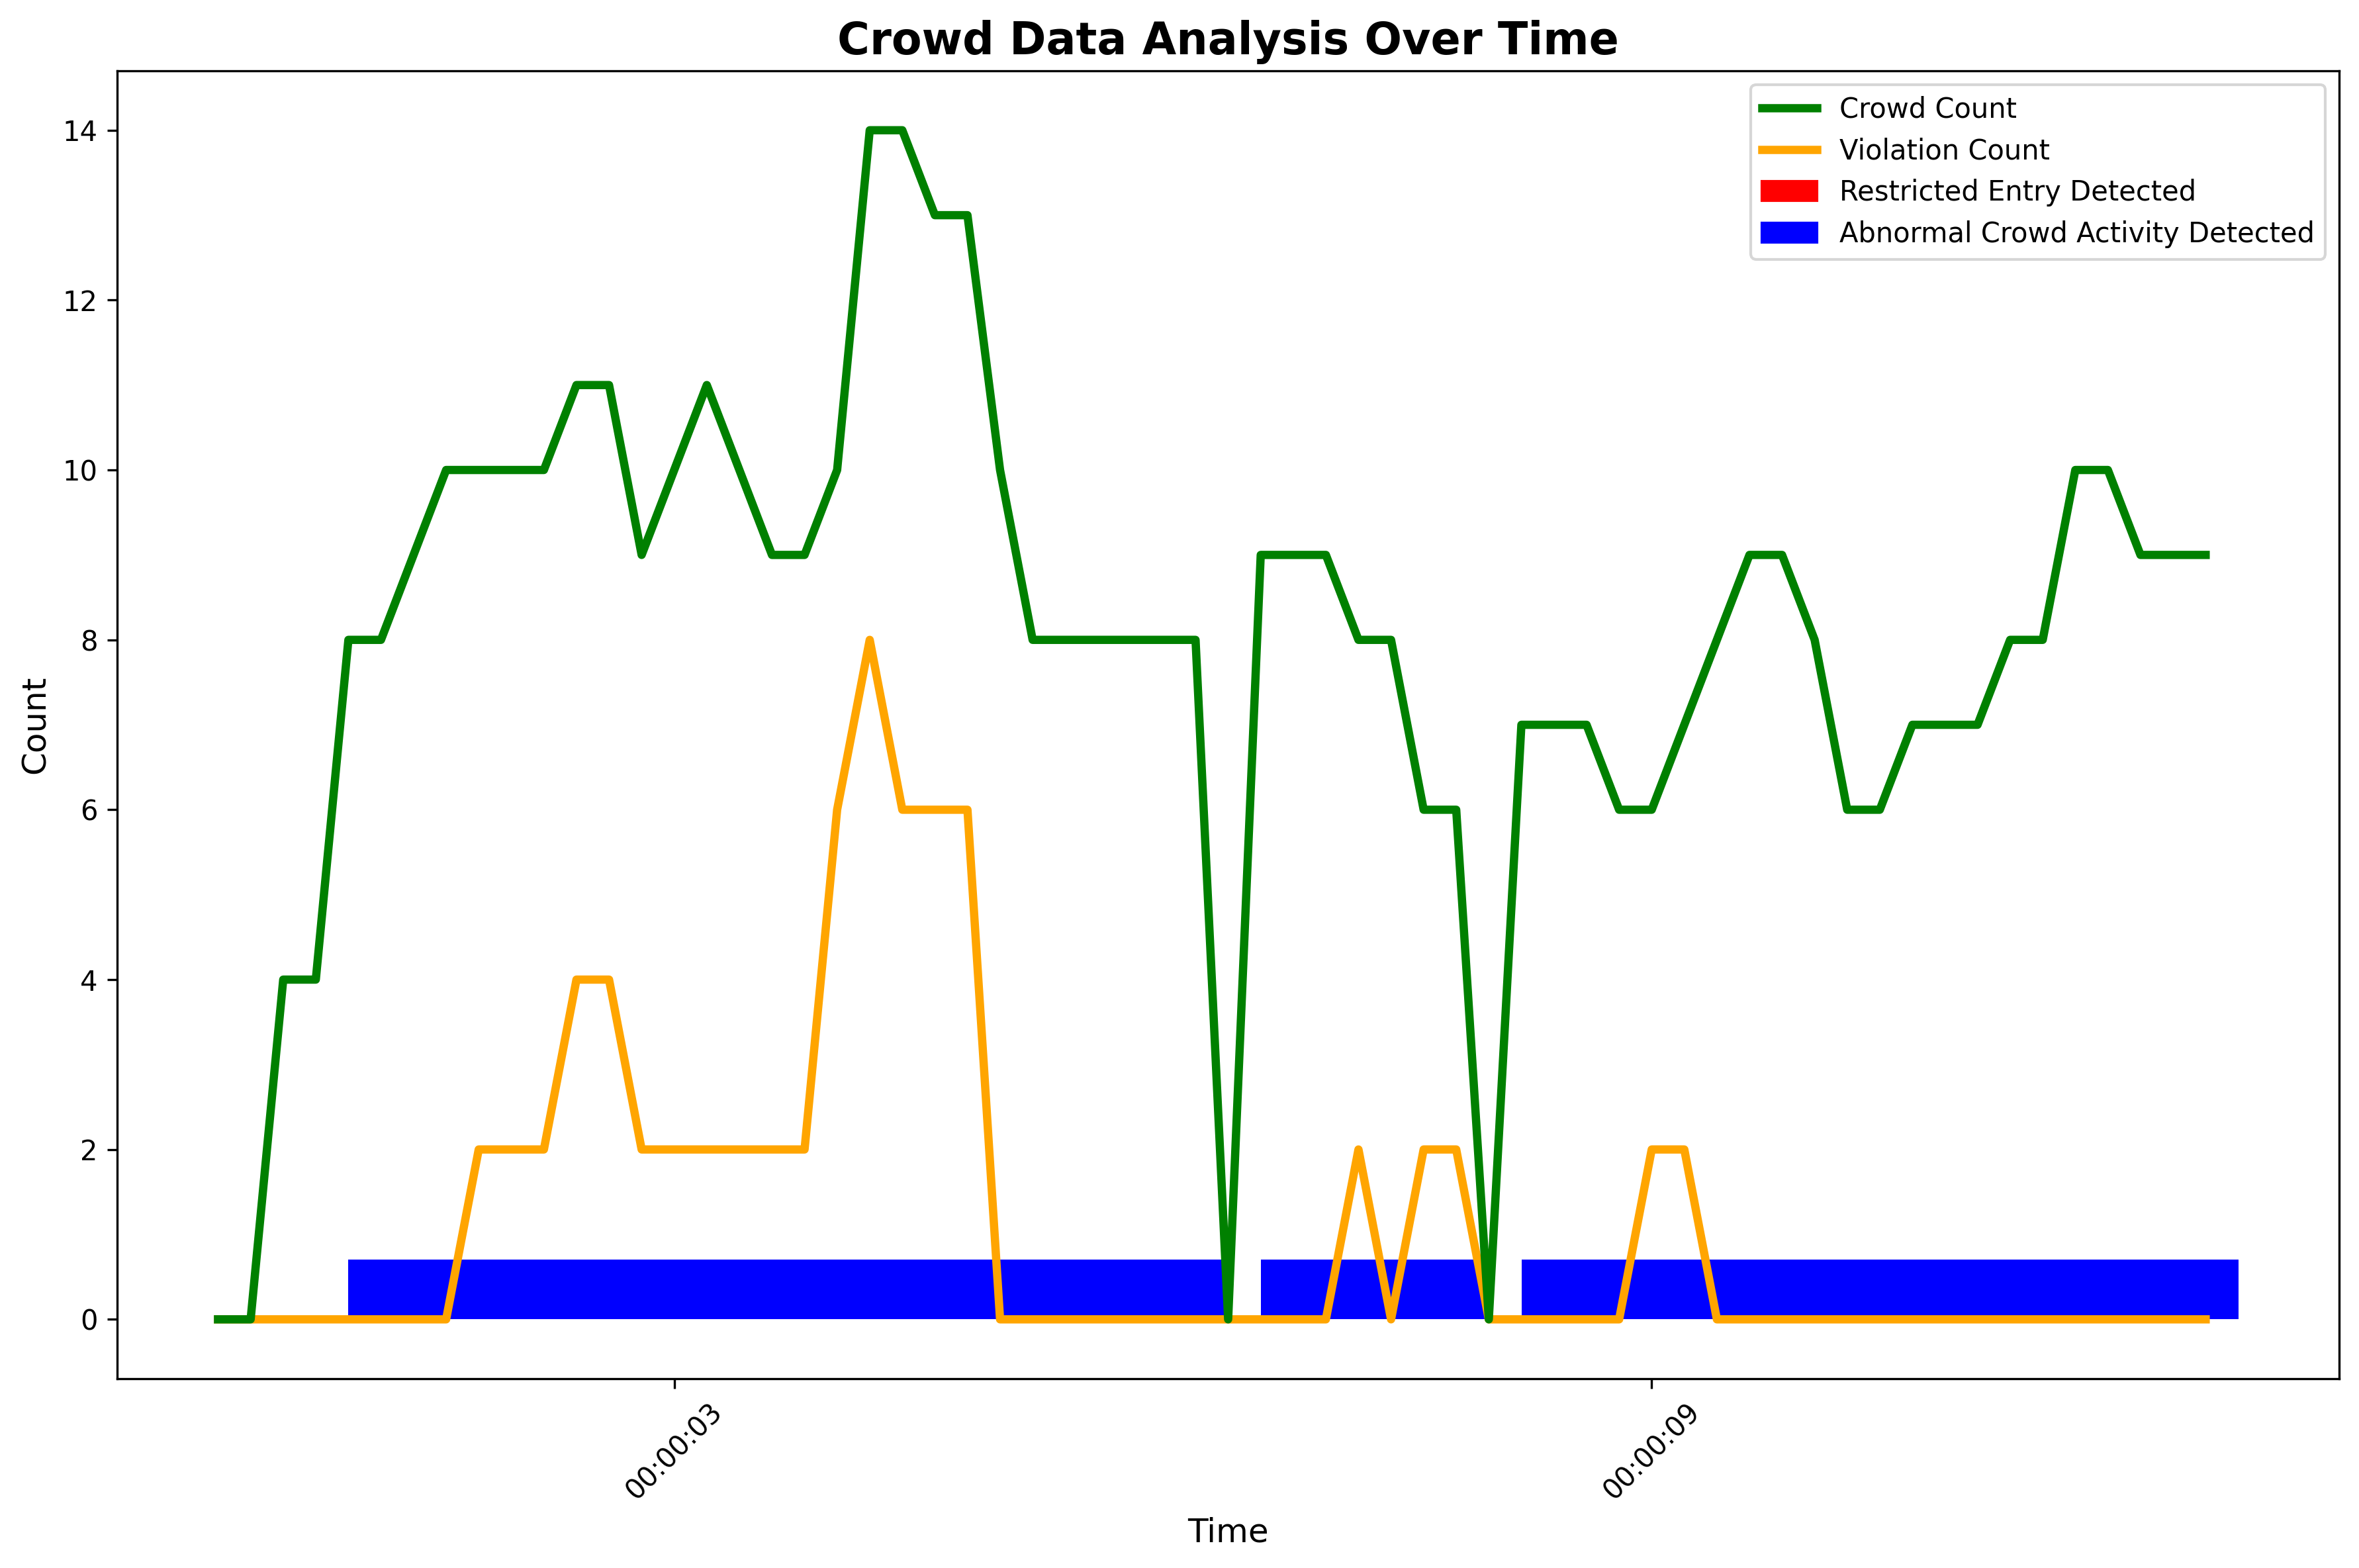 Crowd Data Analysis Over Time
Crowd Count
Violation Count
Restricted Entry Detected
Abnormal Crowd Activity Detected
14
12
10
8
6
4
2
0
Count
00:00:03
00:00:09
Time